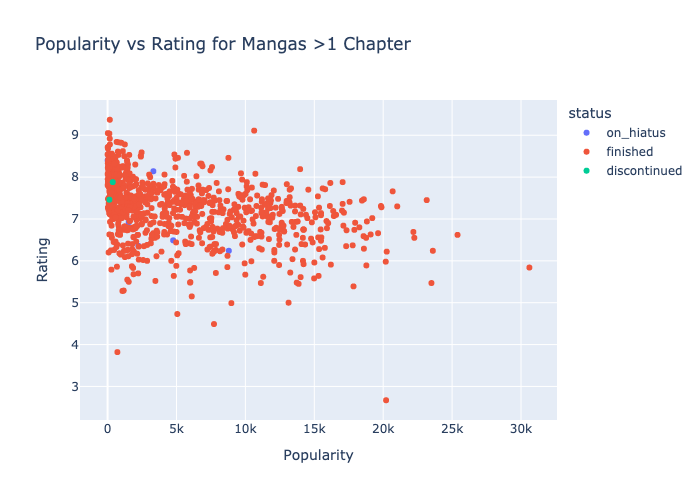 Popularity vs Rating for Mangas >1 Chapter
status
on_hiatus
finished
discontinued
9
8
7
6
5
4
3
Rating
0 5k 10k 15k 20k 25k 30k
Popularity